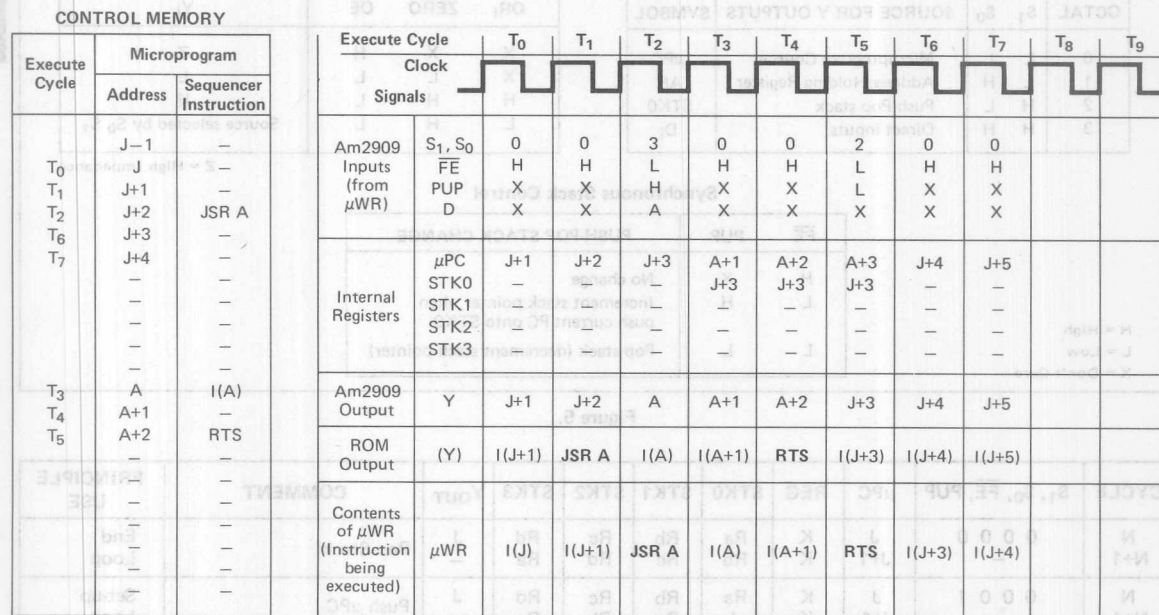 CONTROL MEMORY
Execute Cycle | Microprogram
Address | Sequencer Instruction
J−1 —
T0 J —
T1 J+1 —
T2 J+2 JSR A
T6 J+3 —
T7 J+4 —
— —
— —
— —
— —
T3 A I(A)
T4 A+1 —
T5 A+2 RTS
— —
— —
— —
— —
— —
— —
Execute Cycle T0 T1 T2 T3 T4 T5 T6 T7 T8 T9
Clock
Signals
Am2909 Inputs (from μWR)
S1, S0 0 0 3 0 0 2 0 0
F̅E̅ H H L H H L H H
PUP X X H X X L X X
D X X A X X X X X
Internal Registers
μPC J+1 J+2 J+3 A+1 A+2 A+3 J+4 J+5
STK0 — — — J+3 J+3 J+3 — —
STK1 — — — — — — — —
STK2 — — — — — — — —
STK3 — — — — — — — —
Am2909 Output Y J+1 J+2 A A+1 A+2 J+3 J+4 J+5
ROM Output (Y) I(J+1) JSR A I(A) I(A+1) RTS I(J+3) I(J+4) I(J+5)
Contents of μWR (Instruction being executed) μWR I(J) I(J+1) JSR A I(A) I(A+1) RTS I(J+3) I(J+4)